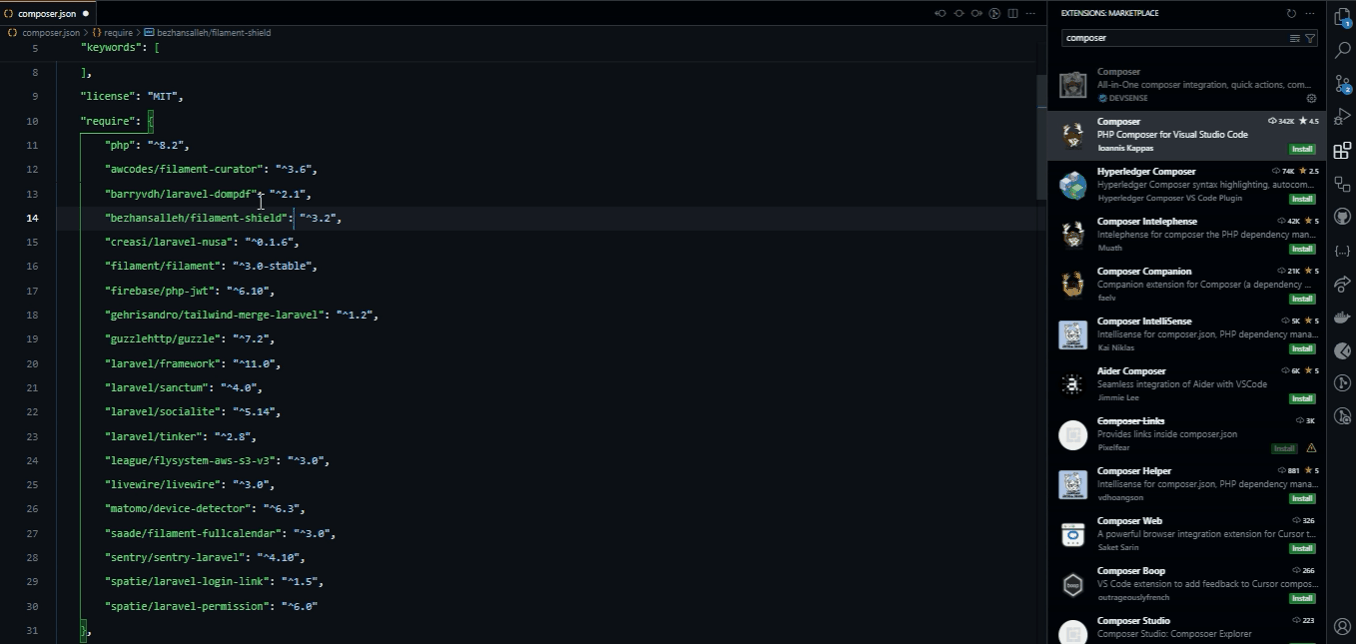 composer.json
composer.json > {} require > bezhansalleh/filament-shield
5 "keywords": [
8 ],
9 "license": "MIT",
10 "require": {
11 "php": "^8.2",
12 "awcodes/filament-curator": "^3.6",
13 "barryvdh/laravel-dompdf": "^2.1",
14 "bezhansalleh/filament-shield": "^3.2",
15 "creasi/laravel-nusa": "^0.1.6",
16 "filament/filament": "^3.0-stable",
17 "firebase/php-jwt": "^6.10",
18 "gehrisandro/tailwind-merge-laravel": "^1.2",
19 "guzzlehttp/guzzle": "^7.2",
20 "laravel/framework": "^11.0",
21 "laravel/sanctum": "^4.0",
22 "laravel/socialite": "^5.14",
23 "laravel/tinker": "^2.8",
24 "league/flysystem-aws-s3-v3": "^3.0",
25 "livewire/livewire": "^3.0",
26 "matomo/device-detector": "^6.3",
27 "saade/filament-fullcalendar": "^3.0",
28 "sentry/sentry-laravel": "^4.10",
29 "spatie/laravel-login-link": "^1.5",
30 "spatie/laravel-permission": "^6.0"
31 },
EXTENSIONS: MARKETPLACE
composer
Composer
All-in-One composer integration, quick actions, com...
DEVSENSE
Composer 342K ★ 4.5
PHP Composer for Visual Studio Code
Ioannis Kappas Install
Hyperledger Composer 74K ★ 2.5
Hyperledger Composer syntax highlighting, autocom...
Hyperledger Composer VS Code Plugin Install
Composer Intelephense 42K ★ 5
Intelephense for composer the PHP dependency man...
Muath Install
Composer Companion 21K ★ 5
Companion extension for Composer (a dependency ...
faelv Install
Composer IntelliSense 5K ★ 5
Intellisense for composer.json, PHP dependency mana...
Kai Niklas Install
Aider Composer 6K ★ 5
Seamless integration of Aider with VSCode
Jimmie Lee Install
Composer Links 3K
Provides links inside composer.json
Pixelfear Install
Composer Helper 881 ★ 5
Intellisense for composer.json, PHP dependency mana...
vdhoangson Install
Composer Web 326
A powerful browser integration extension for Cursor t...
Saket Sarin Install
Composer Boop 266
VS Code extension to add feedback to Cursor compos...
outrageouslyfrench Install
Composer Studio 223
Composer Studio: Composer Explorer
1
2